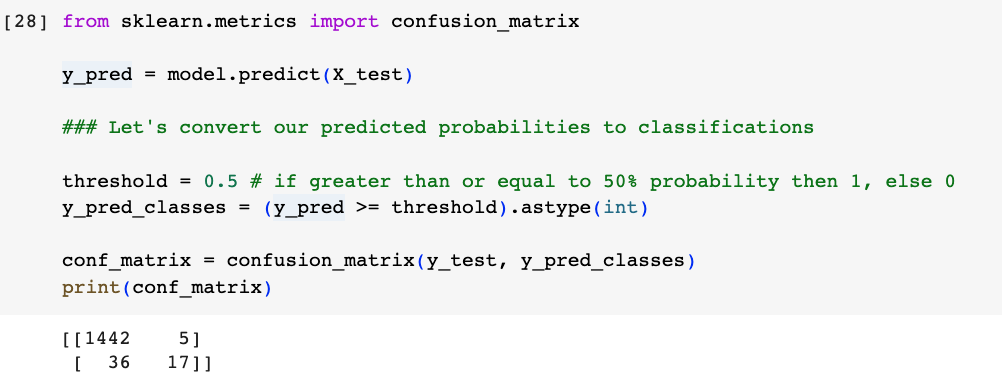 [28] from sklearn.metrics import confusion_matrix
y_pred = model.predict(X_test)
### Let's convert our predicted probabilities to classifications
threshold = 0.5 # if greater than or equal to 50% probability then 1, else 0
y_pred_classes = (y_pred >= threshold).astype(int)
conf_matrix = confusion_matrix(y_test, y_pred_classes)
print(conf_matrix)
[[1442    5]
 [  36   17]]